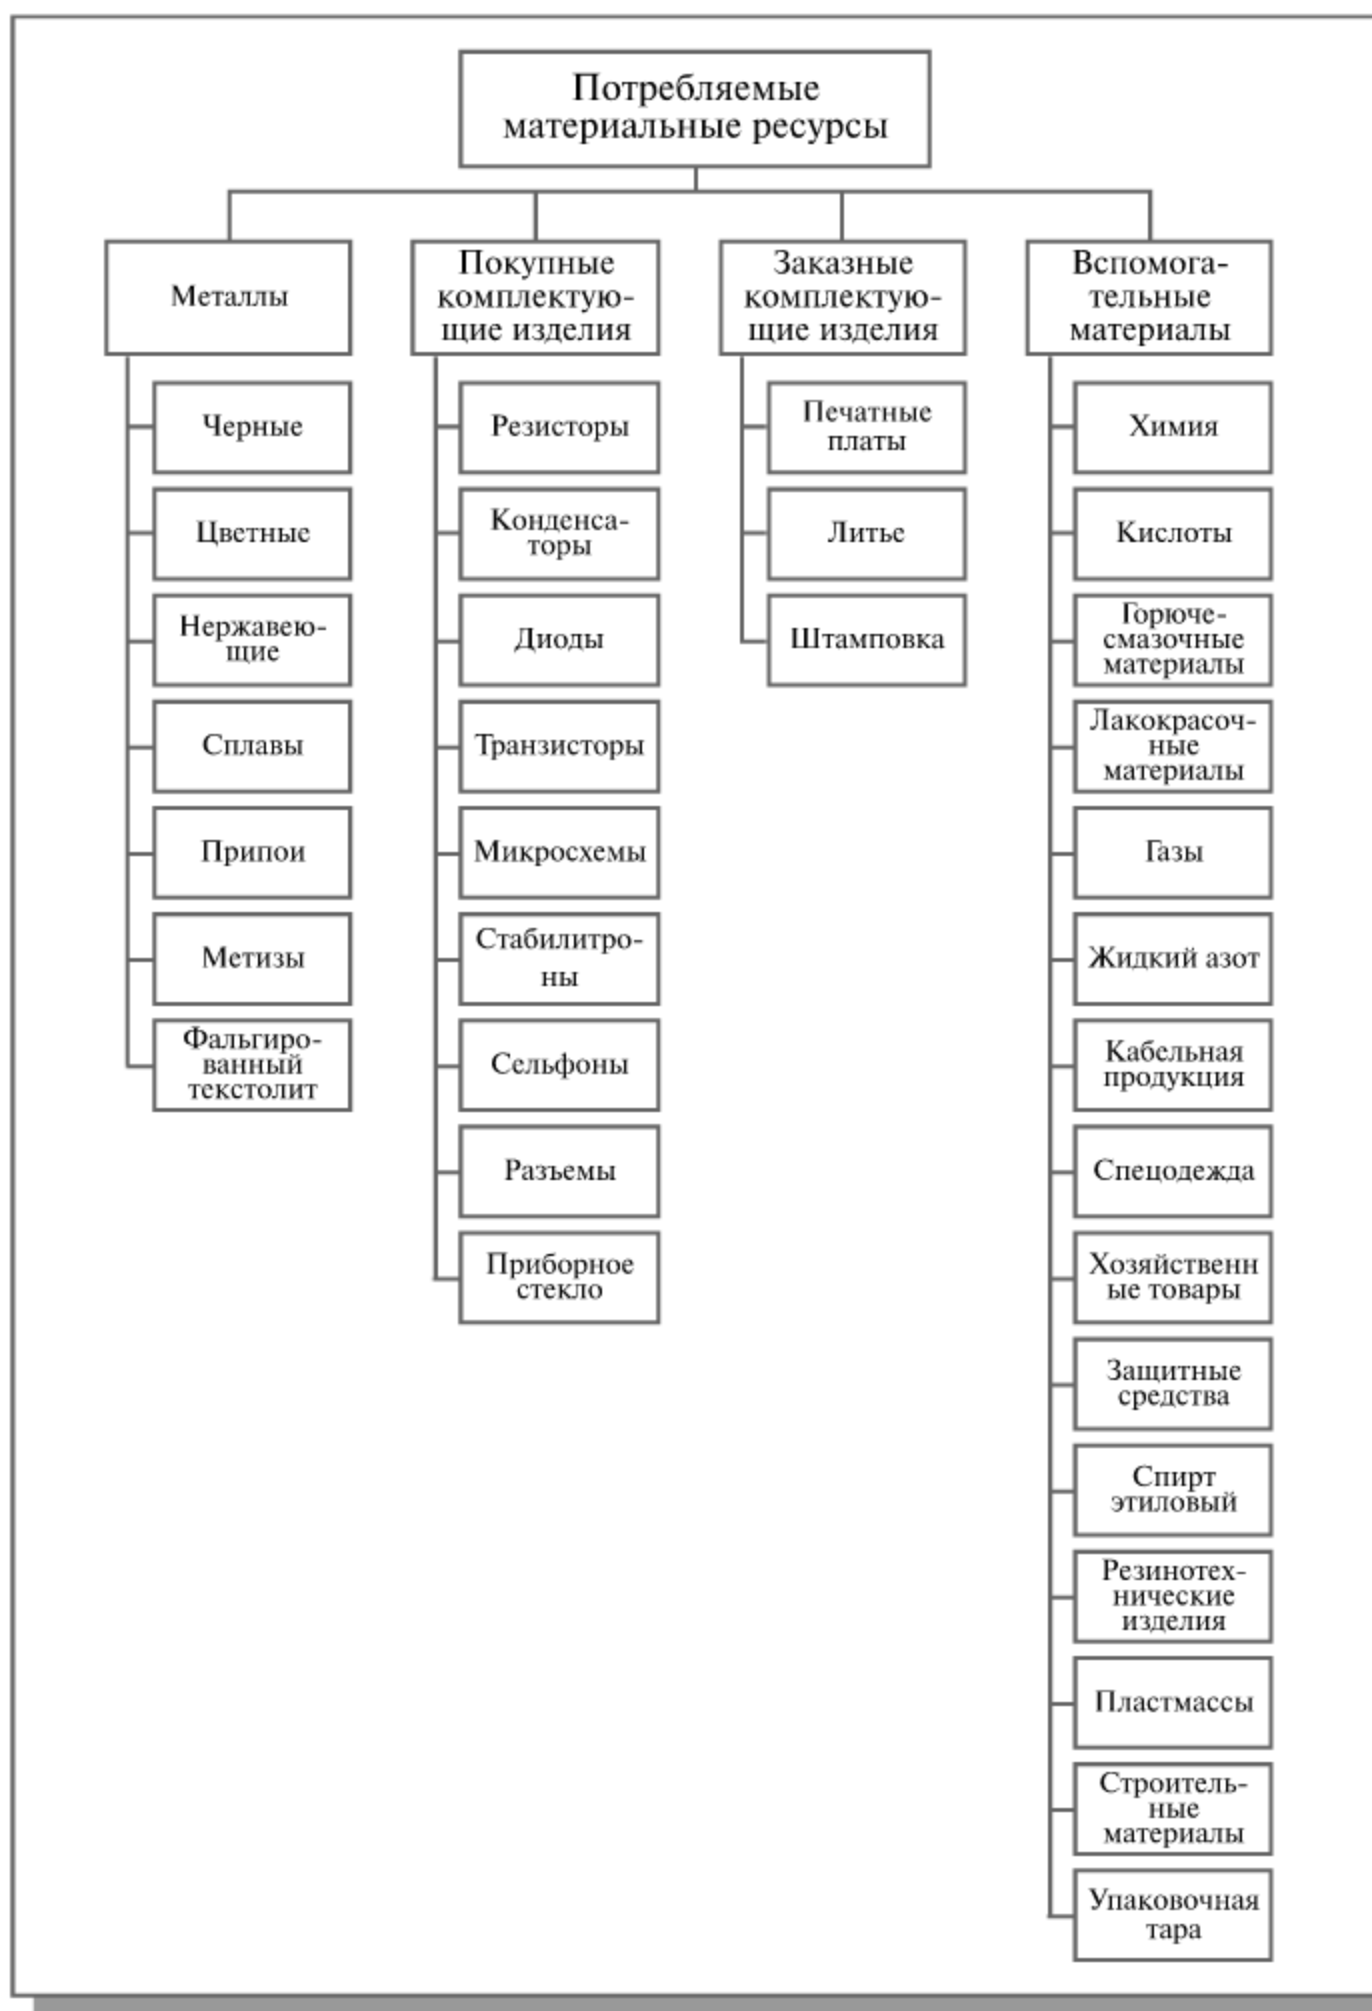 Потребляемые
материальные ресурсы
Металлы
Черные
Цветные
Нержавею-
щие
Сплавы
Припои
Метизы
Фальгиро-
ванный
текстолит
Покупные
комплектую-
щие изделия
Резисторы
Конденса-
торы
Диоды
Транзисторы
Микросхемы
Стабилитро-
ны
Сельфоны
Разъемы
Приборное
стекло
Заказные
комплектую-
щие изделия
Печатные
платы
Литье
Штамповка
Вспомога-
тельные
материалы
Химия
Кислоты
Горюче-
смазочные
материалы
Лакокрасоч-
ные
материалы
Газы
Жидкий азот
Кабельная
продукция
Спецодежда
Хозяйственн
ые товары
Защитные
средства
Спирт
этиловый
Резинотех-
нические
изделия
Пластмассы
Строитель-
ные
материалы
Упаковочная
тара